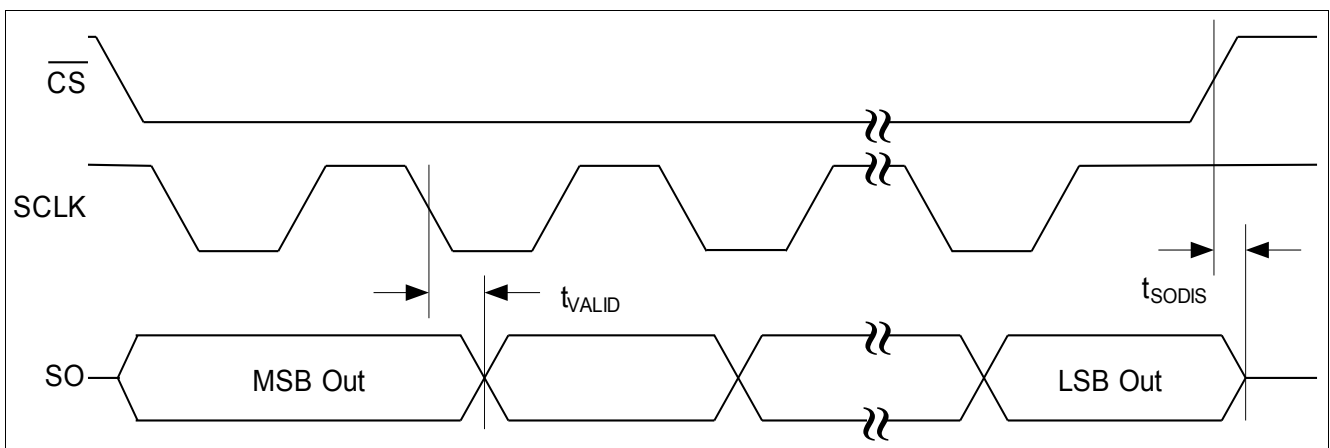 CS
SCLK
tVALID
tSODIS
SO
MSB Out
LSB Out